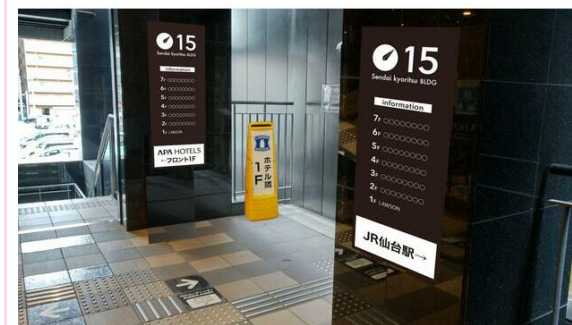 15
Sendai kyoritsu BLDG
information
7F ○○○○○○○○
6F ○○○○○○○○
5F ○○○○○○○○
4F ○○○○○○○○
3F ○○○○○○○○
2F ○○○○○○○○
1F LAWSON
APA HOTELS
←フロント1F
ホテル隣
1F
15
Sendai kyoritsu BLDG
information
7F ○○○○○○○○
6F ○○○○○○○○
5F ○○○○○○○○
4F ○○○○○○○○
3F ○○○○○○○○
2F ○○○○○○○○
1F LAWSON
JR仙台駅→